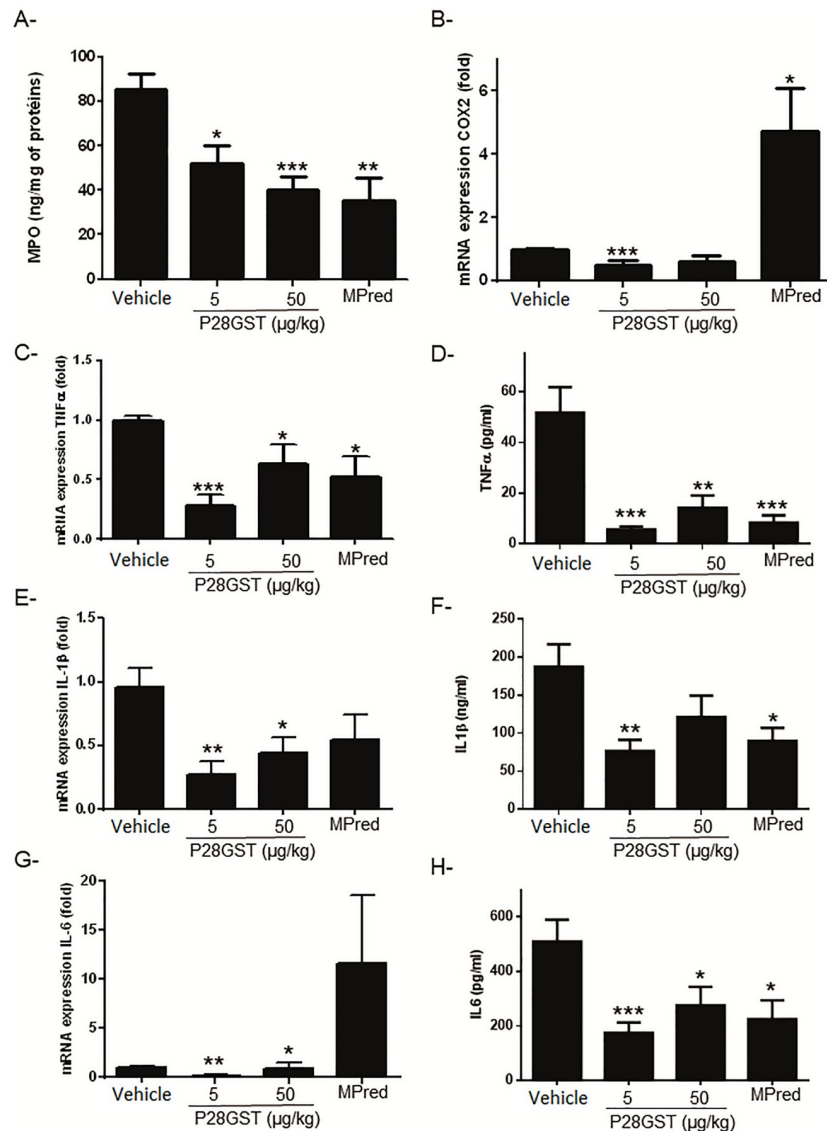 A-
MPO (ng/mg of protéins)
100
80
60
40
20
0
*
***
**
Vehicle
5
50
MPred
P28GST (µg/kg)
B-
mRNA expression COX2 (fold)
6
4
2
0
***
*
Vehicle
5
50
MPred
P28GST (µg/kg)
C-
mRNA expression TNFα (fold)
1.5
1.0
0.5
0.0
***
*
*
Vehicle
5
50
MPred
P28GST (µg/kg)
D-
TNFα (pg/ml)
60
40
20
0
***
**
***
Vehicle
5
50
MPred
P28GST (µg/kg)
E-
mRNA expression IL-1β (fold)
1.5
1.0
0.5
0.0
**
*
Vehicle
5
50
MPred
P28GST (µg/kg)
F-
IL1β (ng/ml)
250
200
150
100
50
0
**
*
Vehicle
5
50
MPred
P28GST (µg/kg)
G-
mRNA expression IL-6 (fold)
20
15
10
5
0
**
*
Vehicle
5
50
MPred
P28GST (µg/kg)
H-
IL6 (pg/ml)
600
400
200
0
***
*
*
Vehicle
5
50
MPred
P28GST (µg/kg)